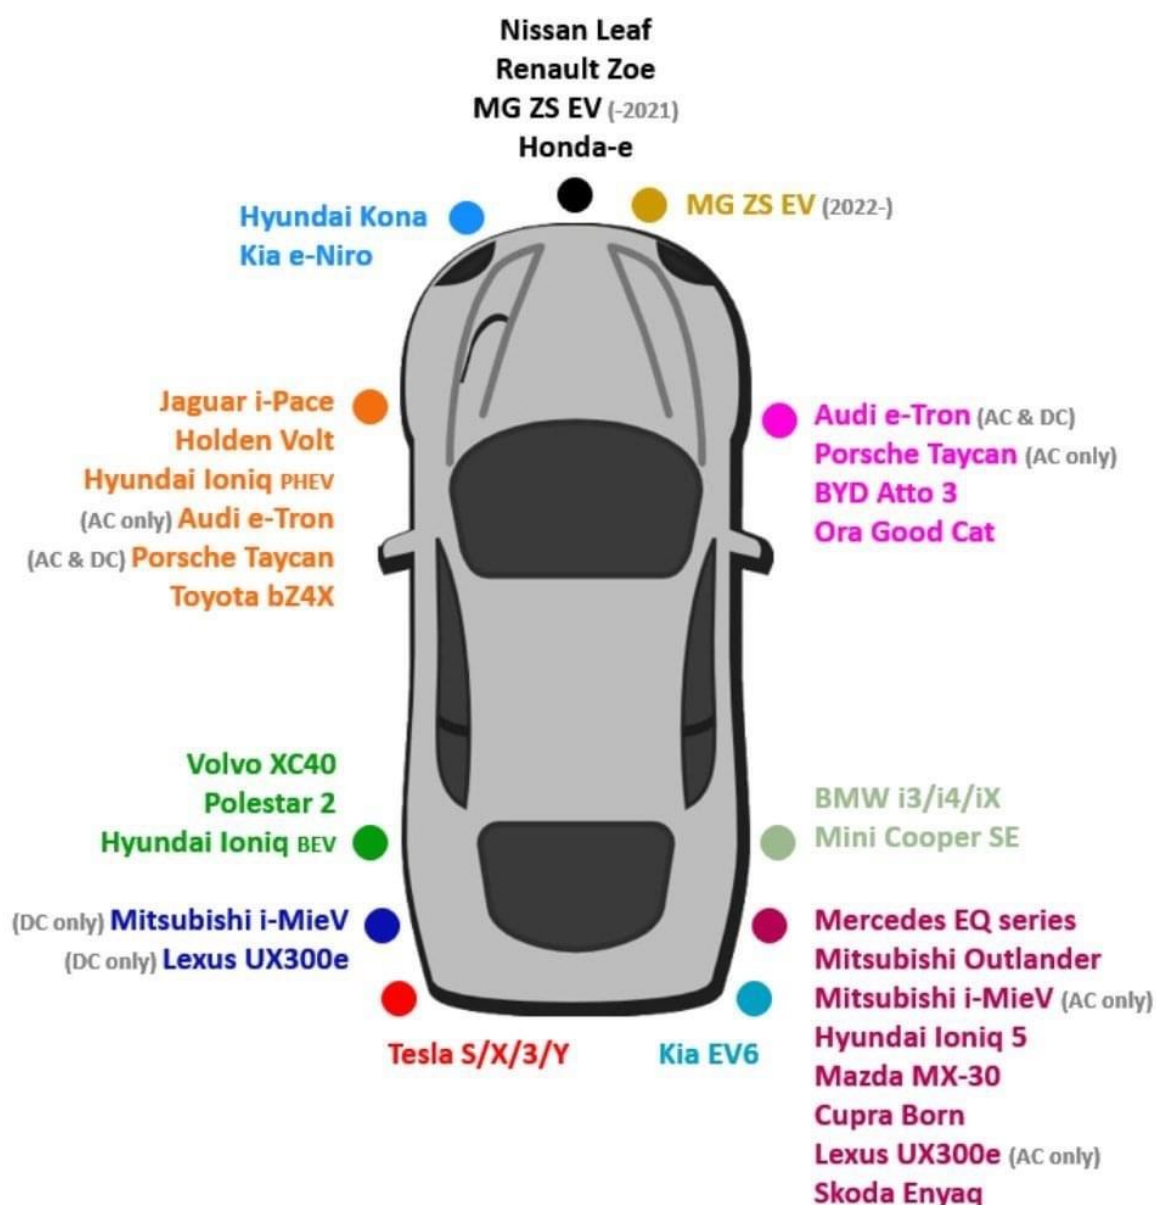 Nissan Leaf
Renault Zoe
MG ZS EV (-2021)
Honda-e
MG ZS EV (2022-)
Hyundai Kona
Kia e-Niro
Jaguar i-Pace
Holden Volt
Hyundai Ioniq PHEV
(AC only) Audi e-Tron
(AC & DC) Porsche Taycan
Toyota bZ4X
Audi e-Tron (AC & DC)
Porsche Taycan (AC only)
BYD Atto 3
Ora Good Cat
Volvo XC40
Polestar 2
Hyundai Ioniq BEV
BMW i3/i4/iX
Mini Cooper SE
(DC only) Mitsubishi i-MieV
(DC only) Lexus UX300e
Mercedes EQ series
Mitsubishi Outlander
Mitsubishi i-MieV (AC only)
Hyundai Ioniq 5
Mazda MX-30
Cupra Born
Lexus UX300e (AC only)
Skoda Enyaq
Tesla S/X/3/Y
Kia EV6